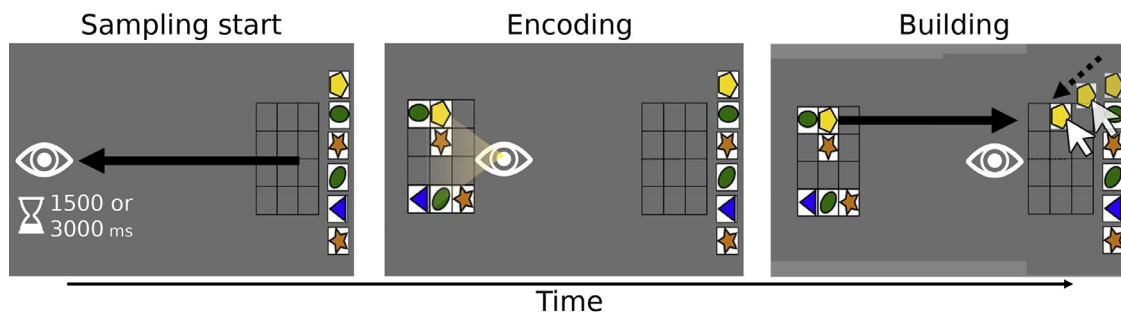 Sampling start
Encoding
Building
1500 or
3000 ms
Time